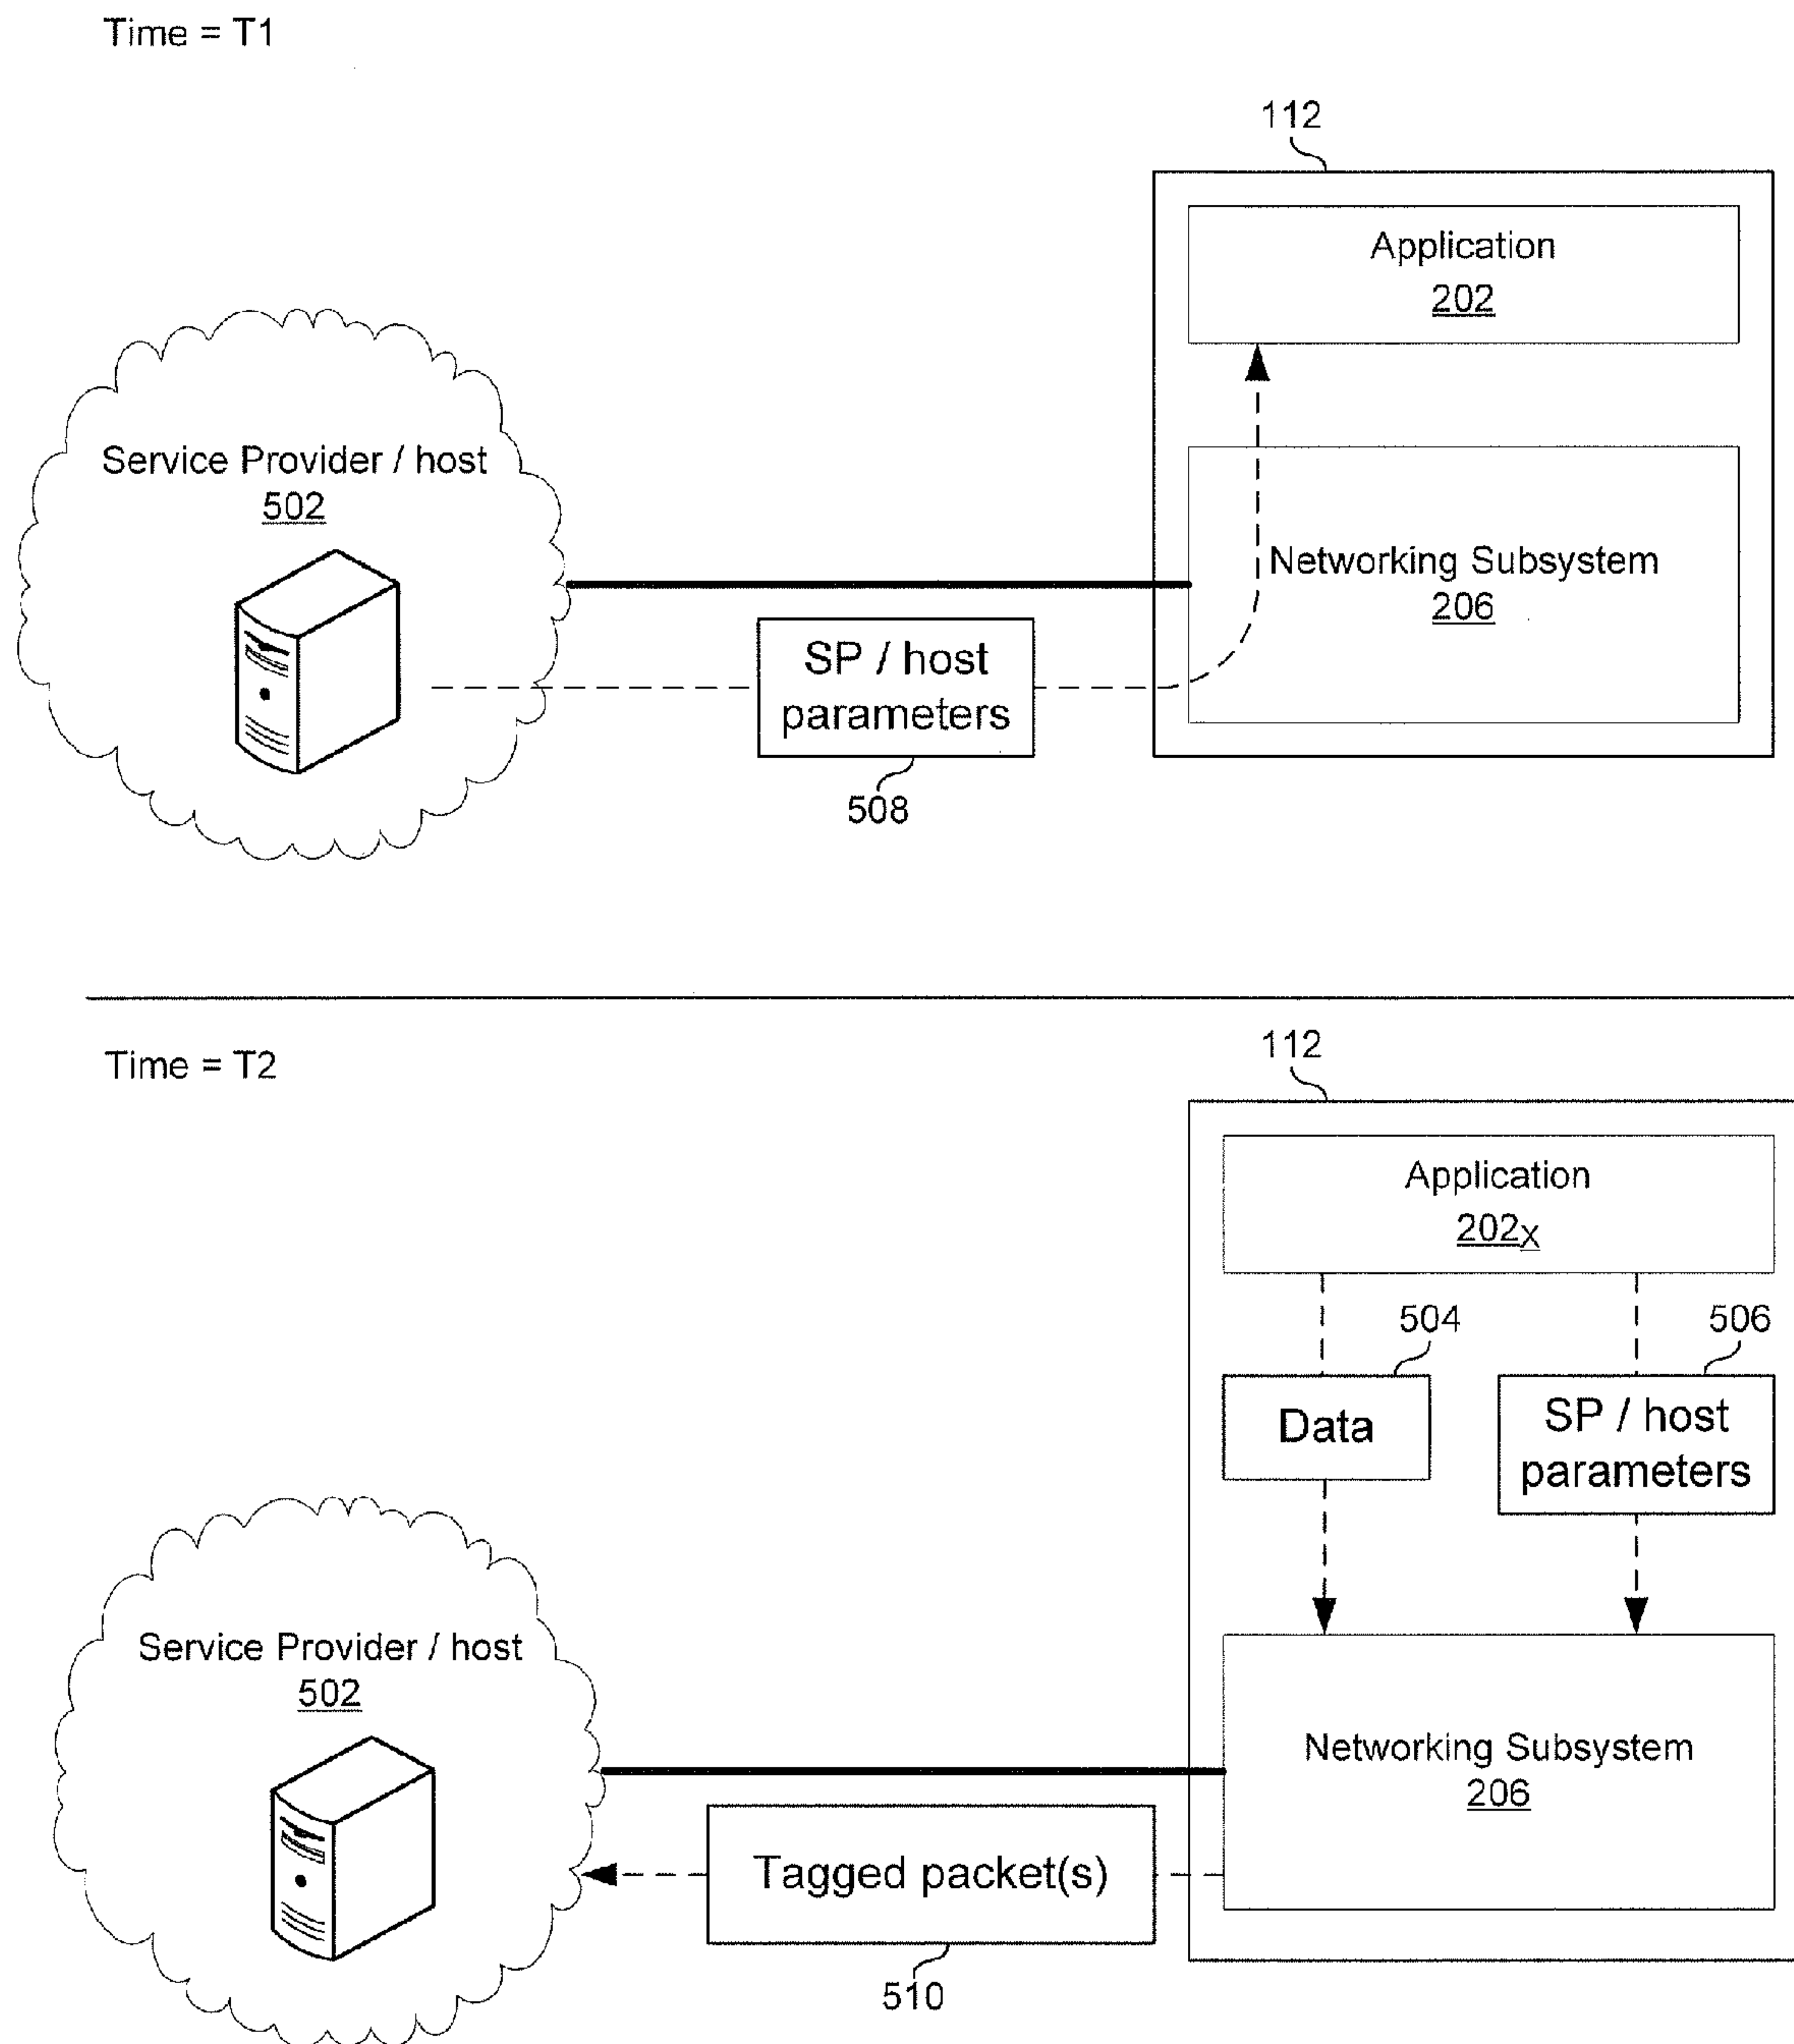 Time = T1
112
Application
202
Service Provider / host
502
Networking Subsystem
206
SP / host
parameters
508
Time = T2
112
Application
202X
504
506
Data
SP / host
parameters
Service Provider / host
502
Networking Subsystem
206
Tagged packet(s)
510